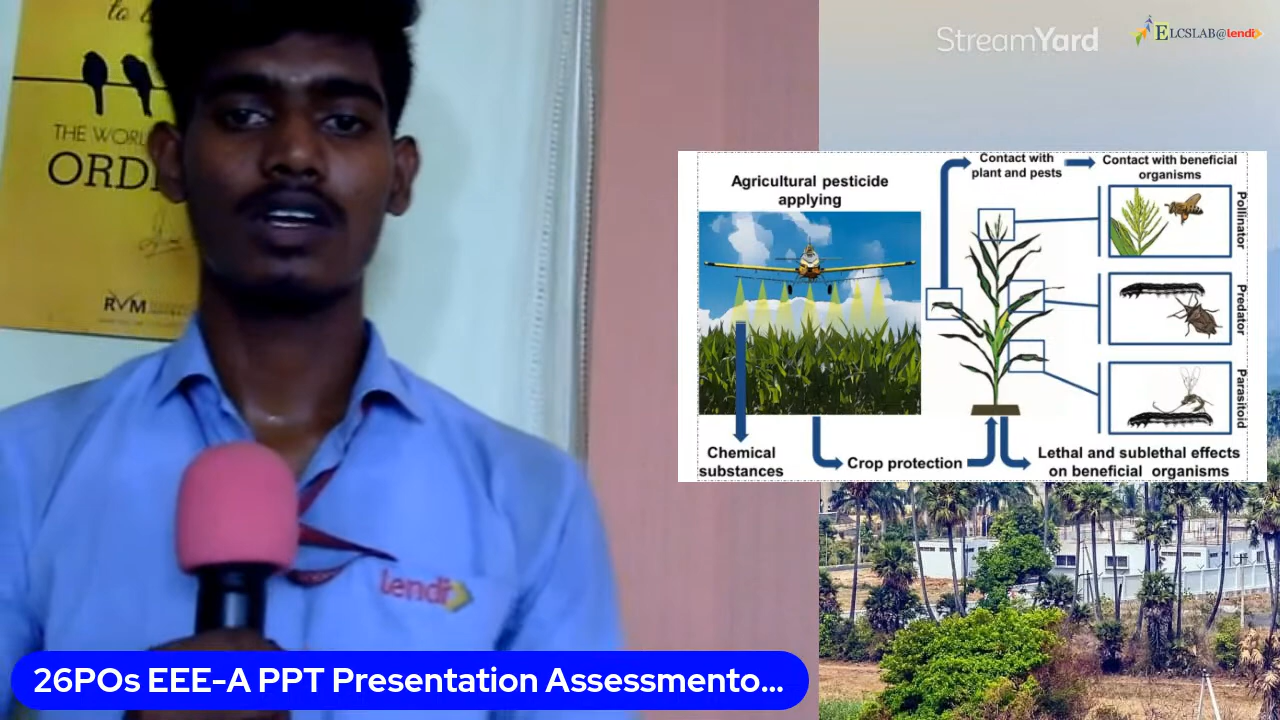 to b
THE WORL
ORD
RVM
lendi
26POs EEE-A PPT Presentation Assessmento...
StreamYard
ELCSLAB@lendi
Agricultural pesticide
applying
Chemical
substances
Crop protection
Contact with
plant and pests
Contact with beneficial
organisms
Pollinator
Predator
Parasitoid
Lethal and sublethal effects
on beneficial organisms